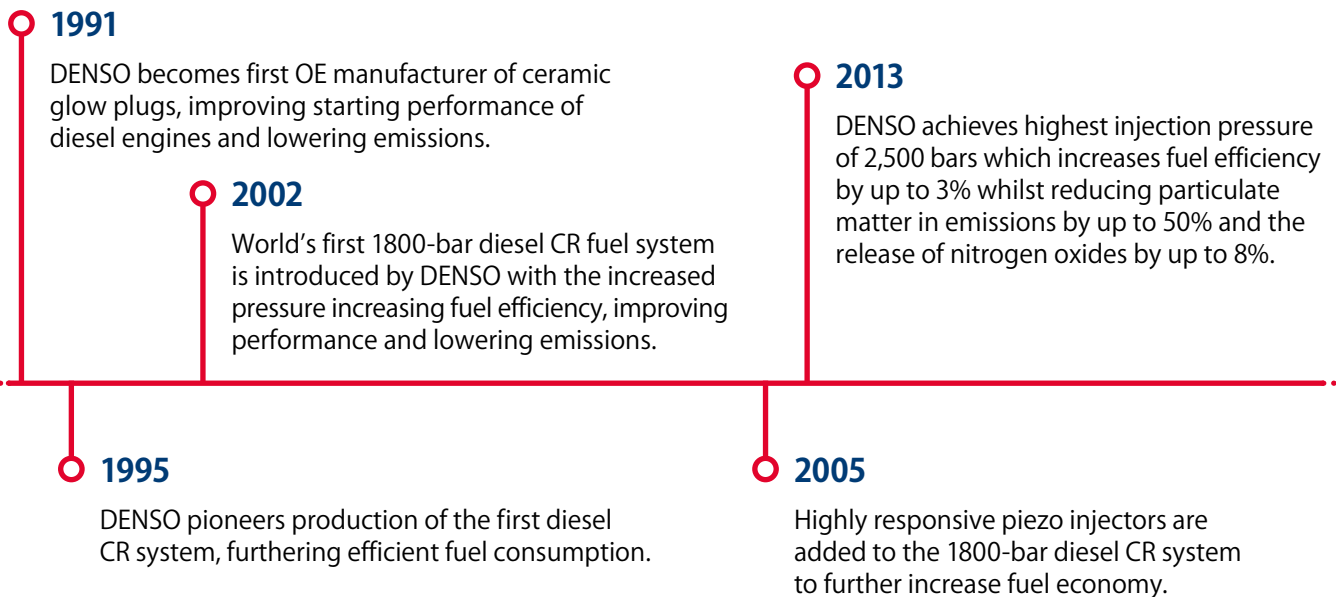 1991
DENSO becomes first OE manufacturer of ceramic
glow plugs, improving starting performance of
diesel engines and lowering emissions.
1995
DENSO pioneers production of the first diesel
CR system, furthering efficient fuel consumption.
2002
World’s first 1800-bar diesel CR fuel system
is introduced by DENSO with the increased
pressure increasing fuel efficiency, improving
performance and lowering emissions.
2005
Highly responsive piezo injectors are
added to the 1800-bar diesel CR system
to further increase fuel economy.
2013
DENSO achieves highest injection pressure
of 2,500 bars which increases fuel efficiency
by up to 3% whilst reducing particulate
matter in emissions by up to 50% and the
release of nitrogen oxides by up to 8%.